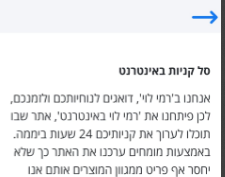 סל קניות באינטרנט
אנחנו ב'רמי לוי', דואגים לנוחיותכם ולזמנכם,
לכן פיתחנו את 'רמי לוי באינטרנט', אתר שבו
תוכלו לערוך את קניותיכם 24 שעות ביממה.
באמצעות מומחים ערכנו את האתר כך שלא
יחסר אף פריט ממגוון המוצרים אותם אנו